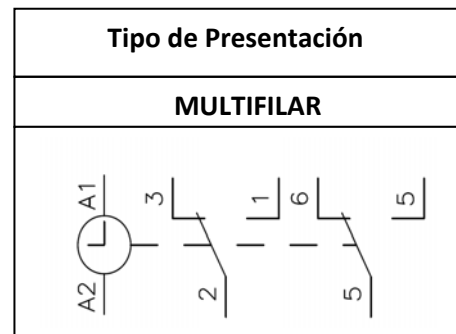 Tipo de Presentación
MULTIFILAR
A1 3 1 6 5
A2 2 5